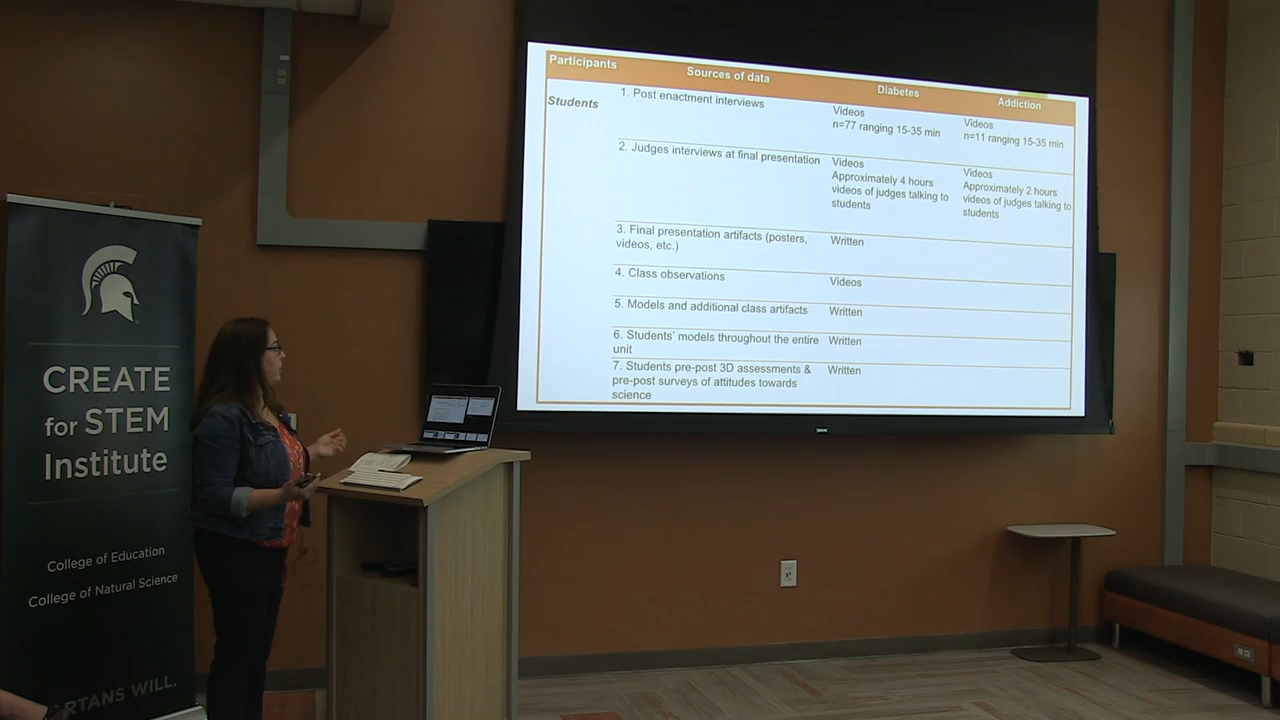 Participants
Sources of data
Diabetes
Addiction
Students
1. Post enactment interviews
Videos
n=77 ranging 15-35 min
Videos
n=11 ranging 15-35 min
2. Judges interviews at final presentation
Videos
Approximately 4 hours
videos of judges talking to
students
Videos
Approximately 2 hours
videos of judges talking to
students
3. Final presentation artifacts (posters,
videos, etc.)
Written
4. Class observations
Videos
5. Models and additional class artifacts
Written
6. Students' models throughout the entire
unit
Written
7. Students pre-post 3D assessments &
pre-post surveys of attitudes towards
science
Written
CREATE
for STEM
Institute
College of Education
College of Natural Science
ARTANS WILL.